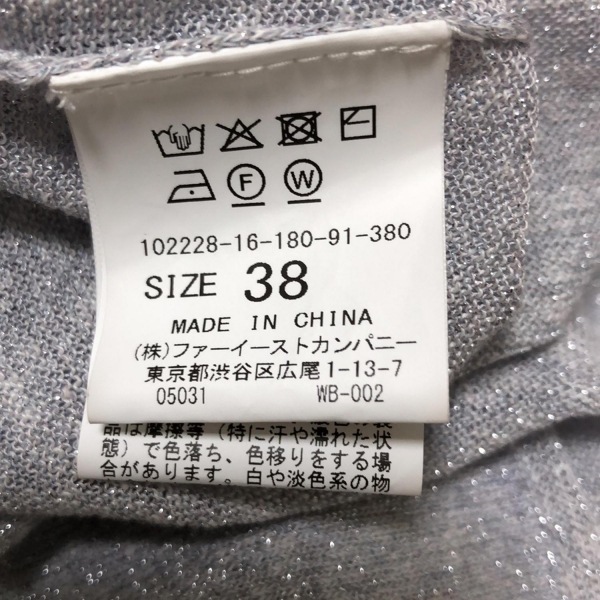 F W
102228-16-180-91-380
SIZE 38
MADE IN CHINA
(株)ファーイーストカンパニー
東京都渋谷区広尾1-13-7
05031 WB-002
品は摩擦等(特に汗や濡れた状
態)で色落ち、色移りをする場
合があります。白や淡色系の物